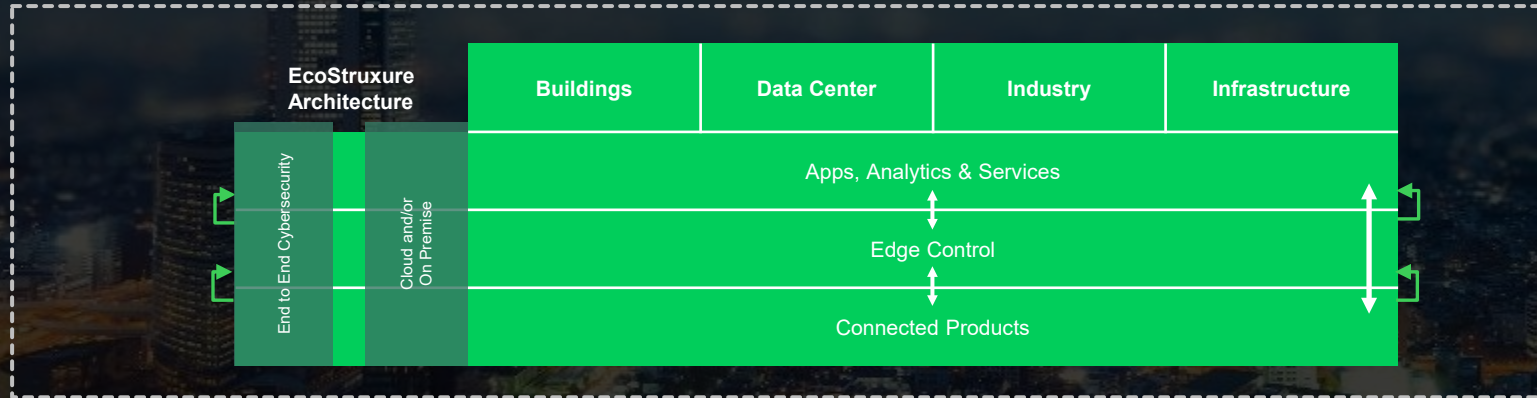 EcoStruxure
Architecture
Buildings
Data Center
Industry
Infrastructure
End to End Cybersecurity
Cloud and/or
On Premise
Apps, Analytics & Services
Edge Control
Connected Products